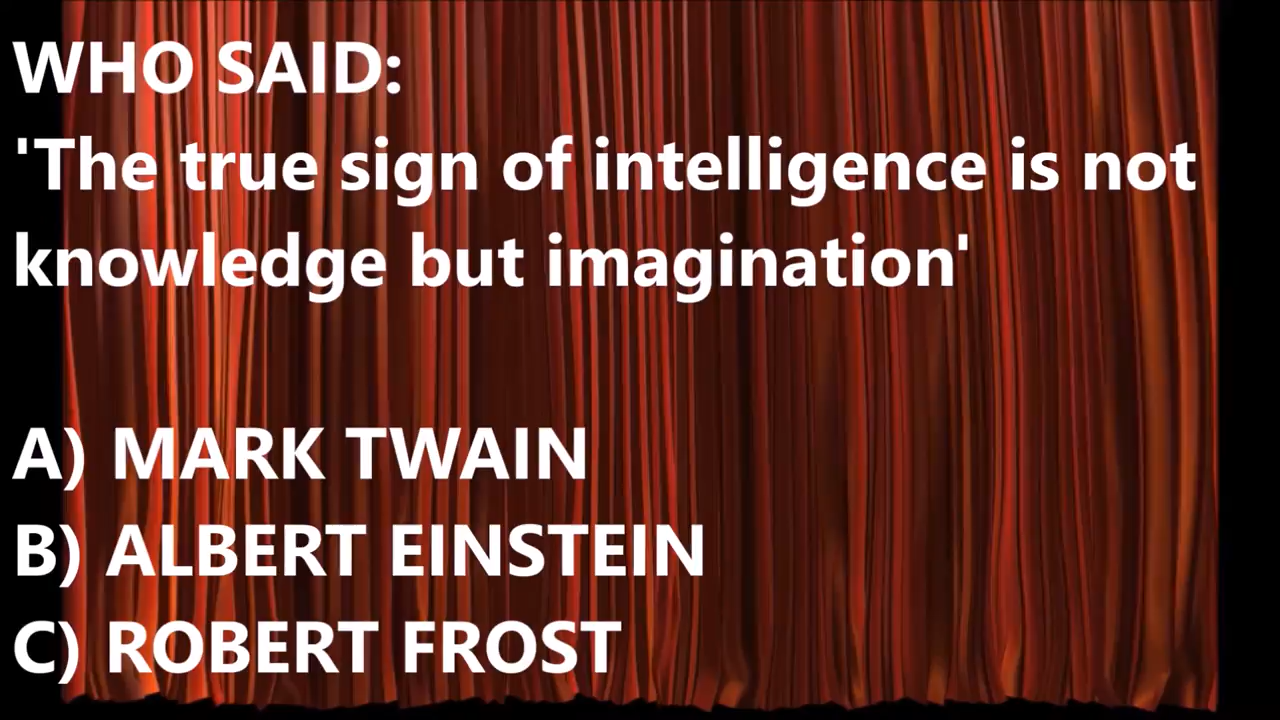 WHO SAID:
'The true sign of intelligence is not
knowledge but imagination'
A) MARK TWAIN
B) ALBERT EINSTEIN
C) ROBERT FROST